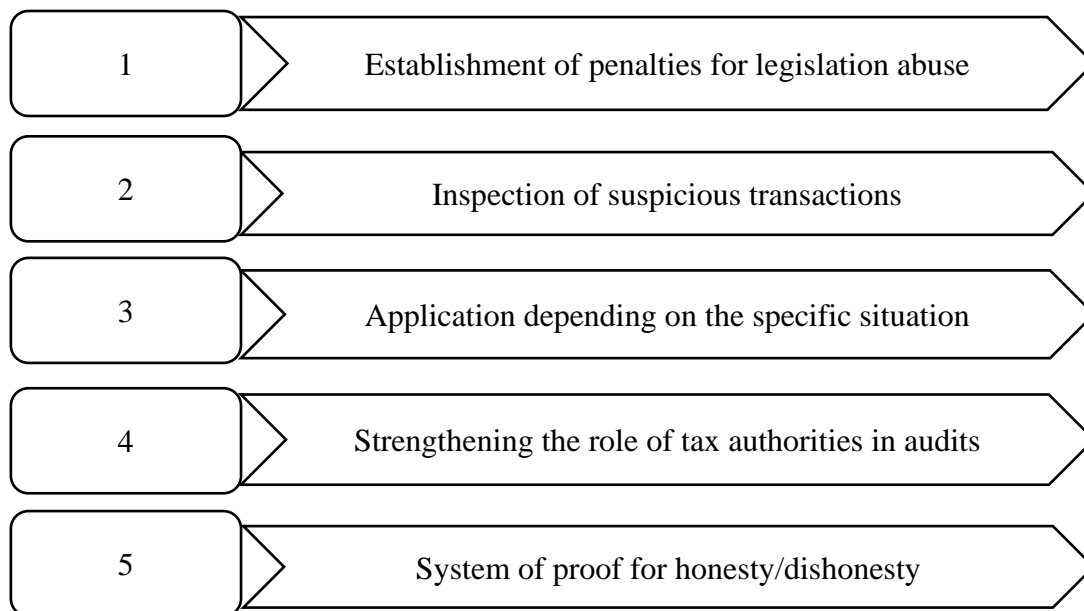 1 Establishment of penalties for legislation abuse
2 Inspection of suspicious transactions
3 Application depending on the specific situation
4 Strengthening the role of tax authorities in audits
5 System of proof for honesty/dishonesty